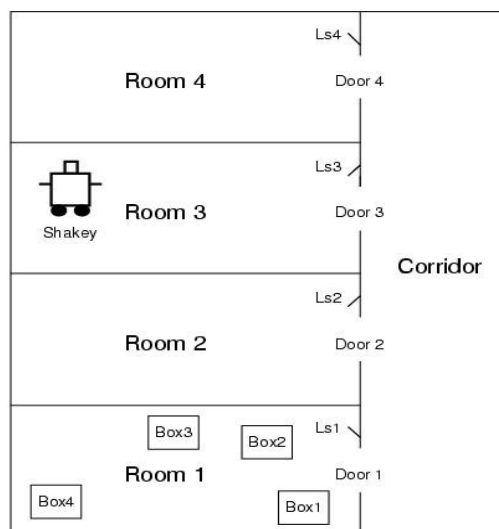 Ls4
Room 4
Door 4
Ls3
Room 3
Door 3
Shakey
Corridor
Ls2
Room 2
Door 2
Box3
Ls1
Box2
Room 1
Door 1
Box4
Box1